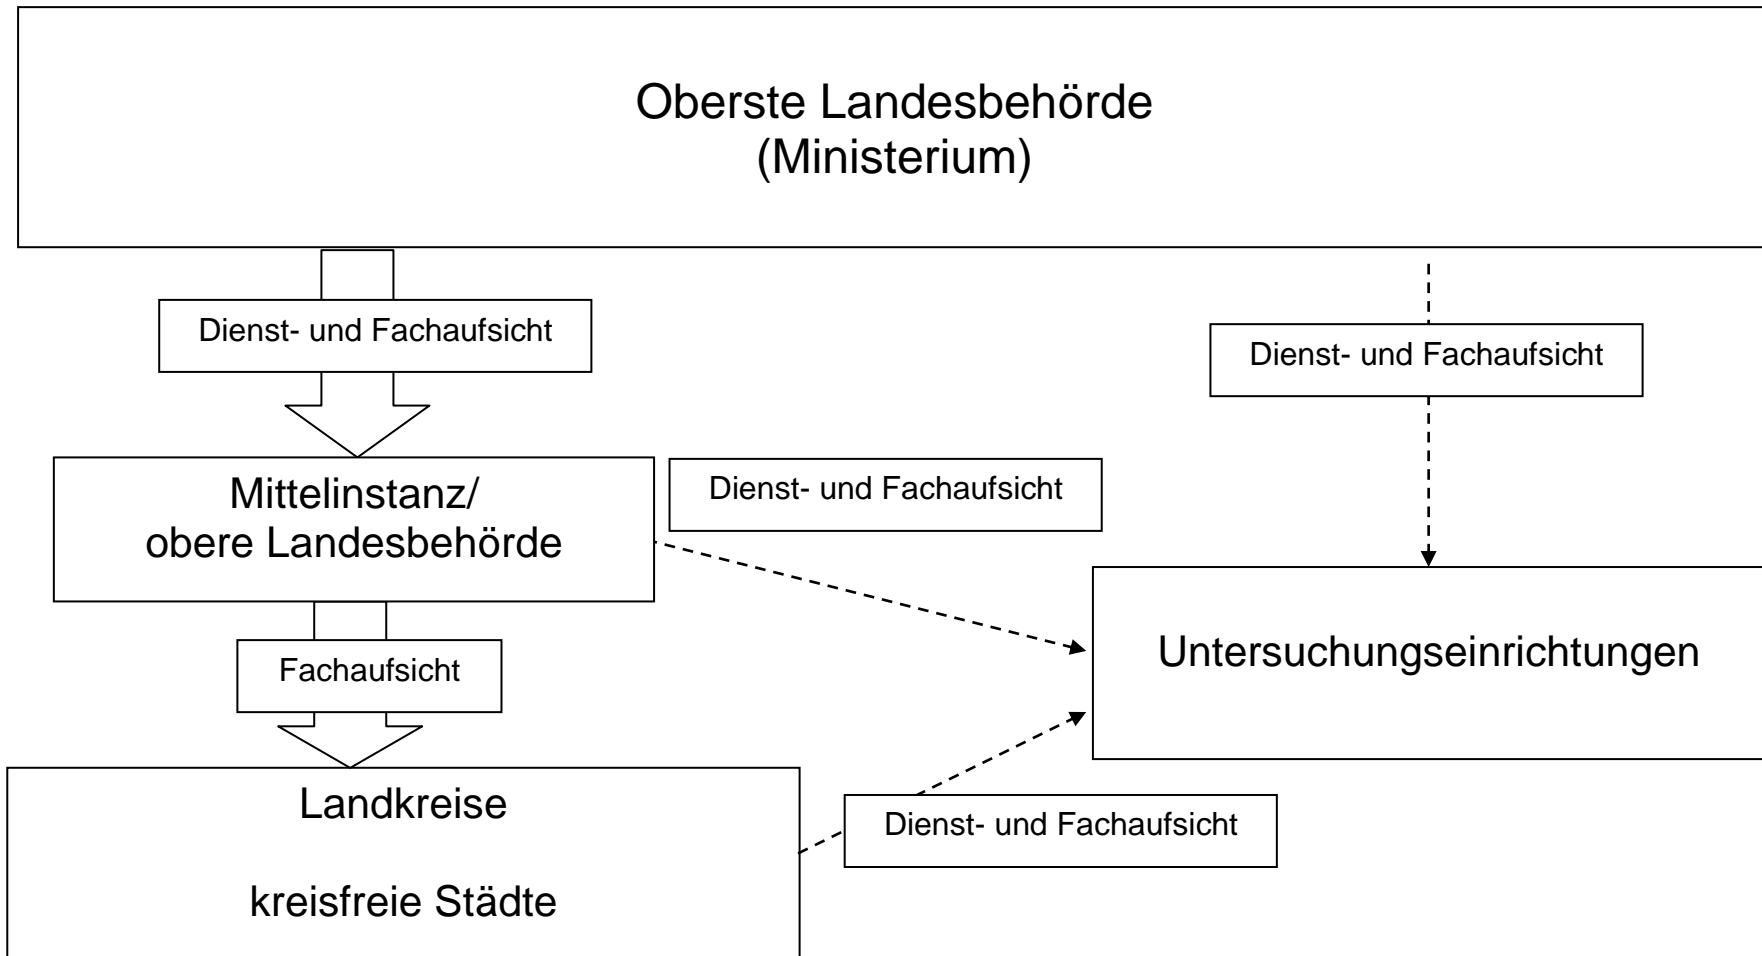 Oberste Landesbehörde
(Ministerium)
Dienst- und Fachaufsicht
Dienst- und Fachaufsicht
Mittelinstanz/
obere Landesbehörde
Dienst- und Fachaufsicht
Untersuchungseinrichtungen
Fachaufsicht
Landkreise
kreisfreie Städte
Dienst- und Fachaufsicht